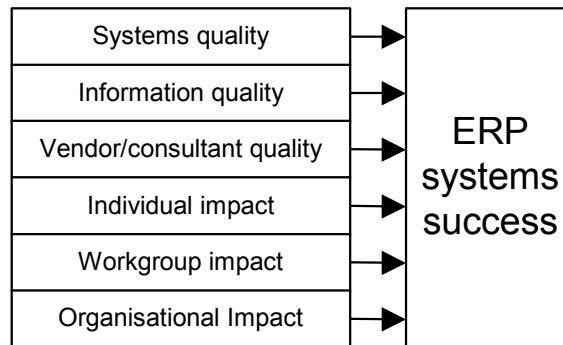 Systems quality
Information quality
Vendor/consultant quality
Individual impact
Workgroup impact
Organisational Impact
ERP
systems
success